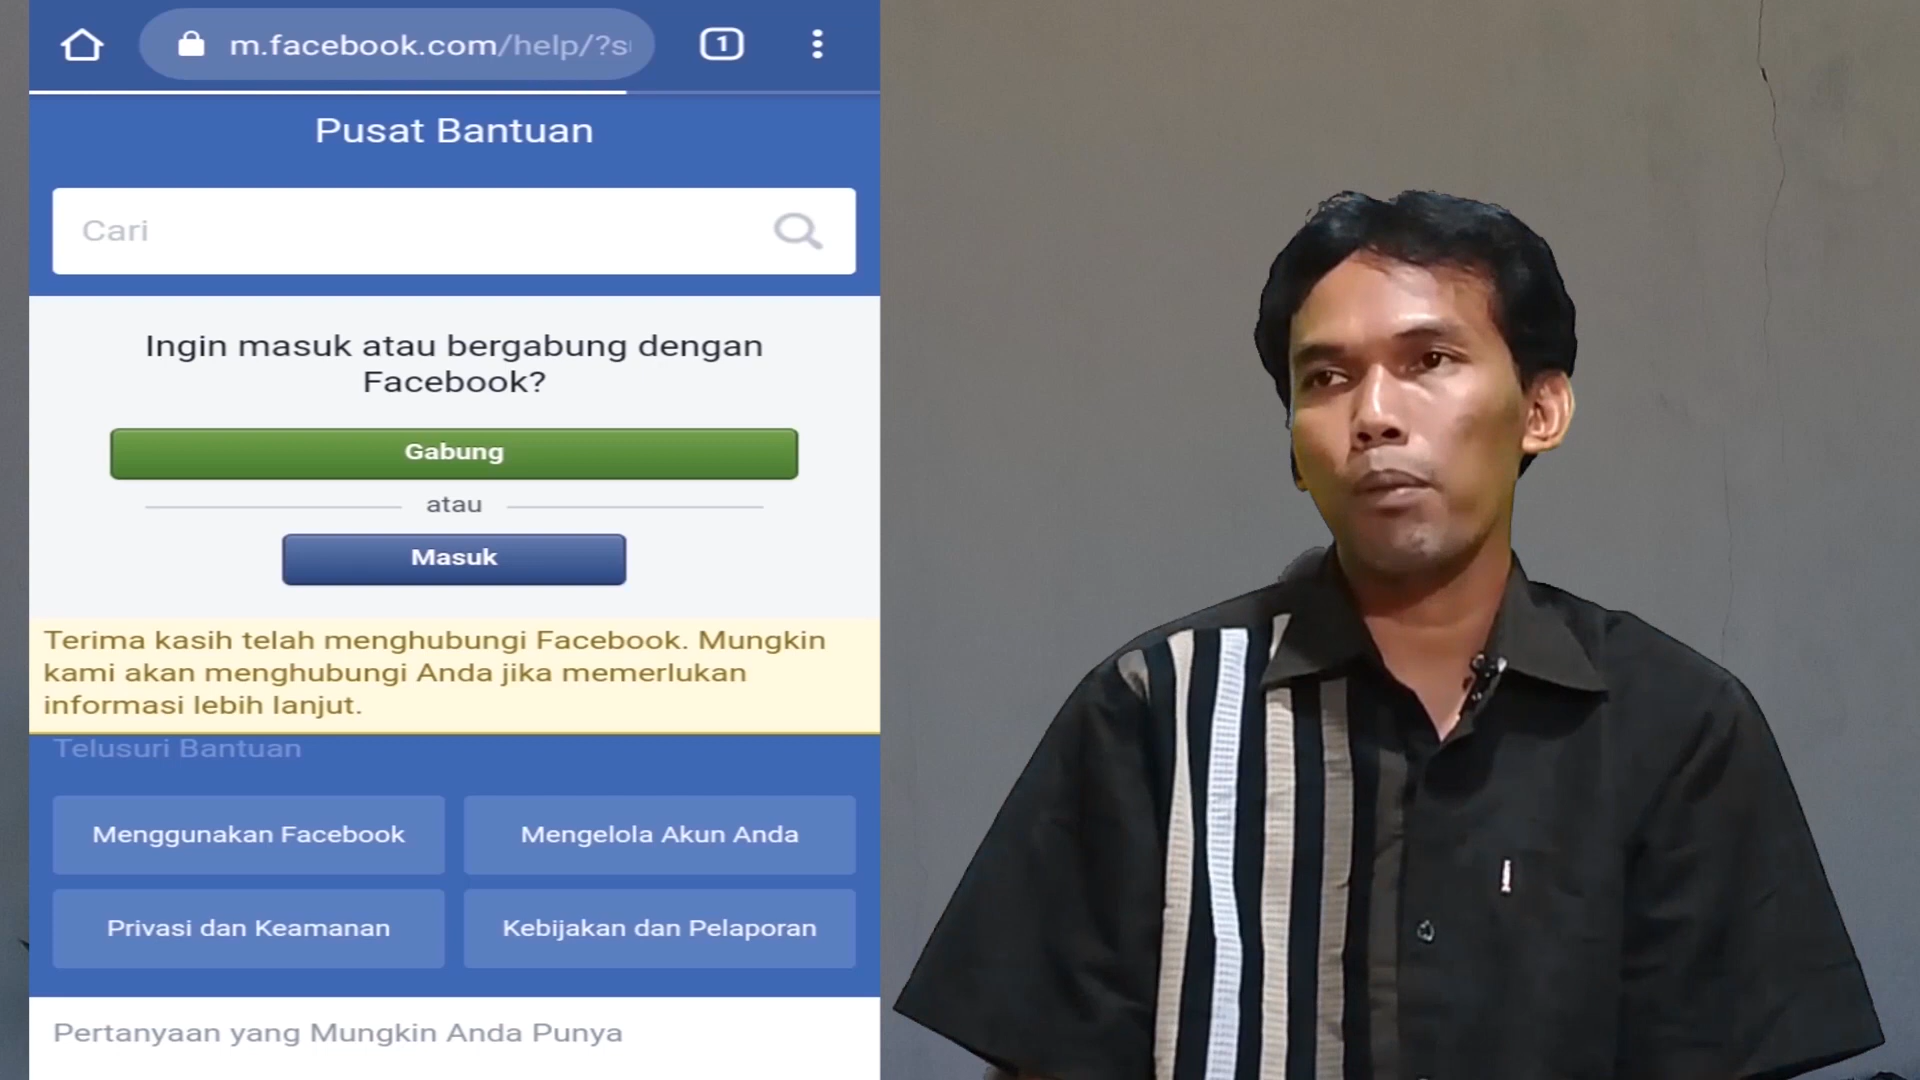 m.facebook.com/help/?s
1
Pusat Bantuan
Cari
Ingin masuk atau bergabung dengan
Facebook?
Gabung
atau
Masuk
Terima kasih telah menghubungi Facebook. Mungkin
kami akan menghubungi Anda jika memerlukan
informasi lebih lanjut.
Telusuri Bantuan
Menggunakan Facebook
Mengelola Akun Anda
Privasi dan Keamanan
Kebijakan dan Pelaporan
Pertanyaan yang Mungkin Anda Punya